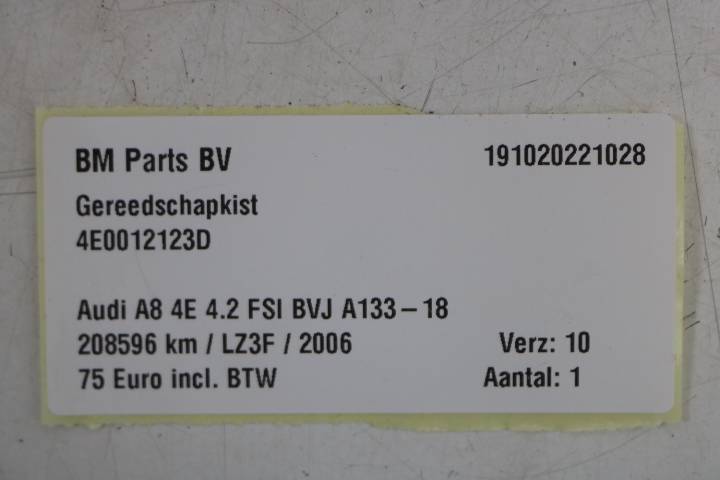 BM Parts BV 191020221028
Gereedschapkist
4E0012123D
Audi A8 4E 4.2 FSI BVJ A133-18
208596 km / LZ3F / 2006 Verz: 10
75 Euro incl. BTW Aantal: 1